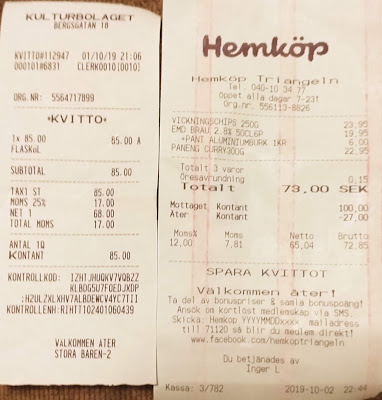 KULTURBOLAGET
BERGSGATAN 18
KVITTO#112947 01/10/19 21:06
000101#6831 CLERK0010[0010]
ORG.NR: 5564717899
*KVITTO*
1x 85.00 85.00 A
FLASKöL
SUBTOTAL 85.00
TAX1 ST 85.00
MOMS 25% 17.00
NET 1 68.00
TOTAL MOMS 17.00
ANTAL 1Q
KONTANT 85.00
KONTROLLKOD: IZHTJHUQKV7VQBZZ
KLBOG5U7FOEDJXDP
:H2ULZXLXHV7ALBDEWCV4YC7II
KONTROLLENH:RIHTT102401060439
VäLKOMMEN ÅTER
STORA BAREN-2
Hemköp
Hemköp Triangeln
Tel. 040-10 34 77
Öppet alla dagar 7-23!
Org.nr. 556113-8826
VICKNINGSCHIPS 250G 23,95
EMD BRAU 2.8% 50CL6P 19,95
+PANT ALUMINIUMBURK 1KR 6,00
PANENG CURRY300G 22,95
Totalt 3 varor
Öresavrundning 0,15
Totalt 73,00 SEK
Mottaget Kontant 100,00
Åter Kontant -27,00
Moms% Moms Netto Brutto
12,00 7,81 65,04 72,85
SPARA KVITTOT
Välkommen åter!
Ta del av bonuspriser & samla bonuspoäng!
Ansök om kortlöst medlemskap via SMS.
Skicka: Hemkop YYYYMMDDxxxx, mailadress
till 71120 så blir du medlem direkt!
www.facebook.com/hemkoptriangeln
Du betjänades av
Inger L
Kassa: 3/782 2019-10-02 22:44